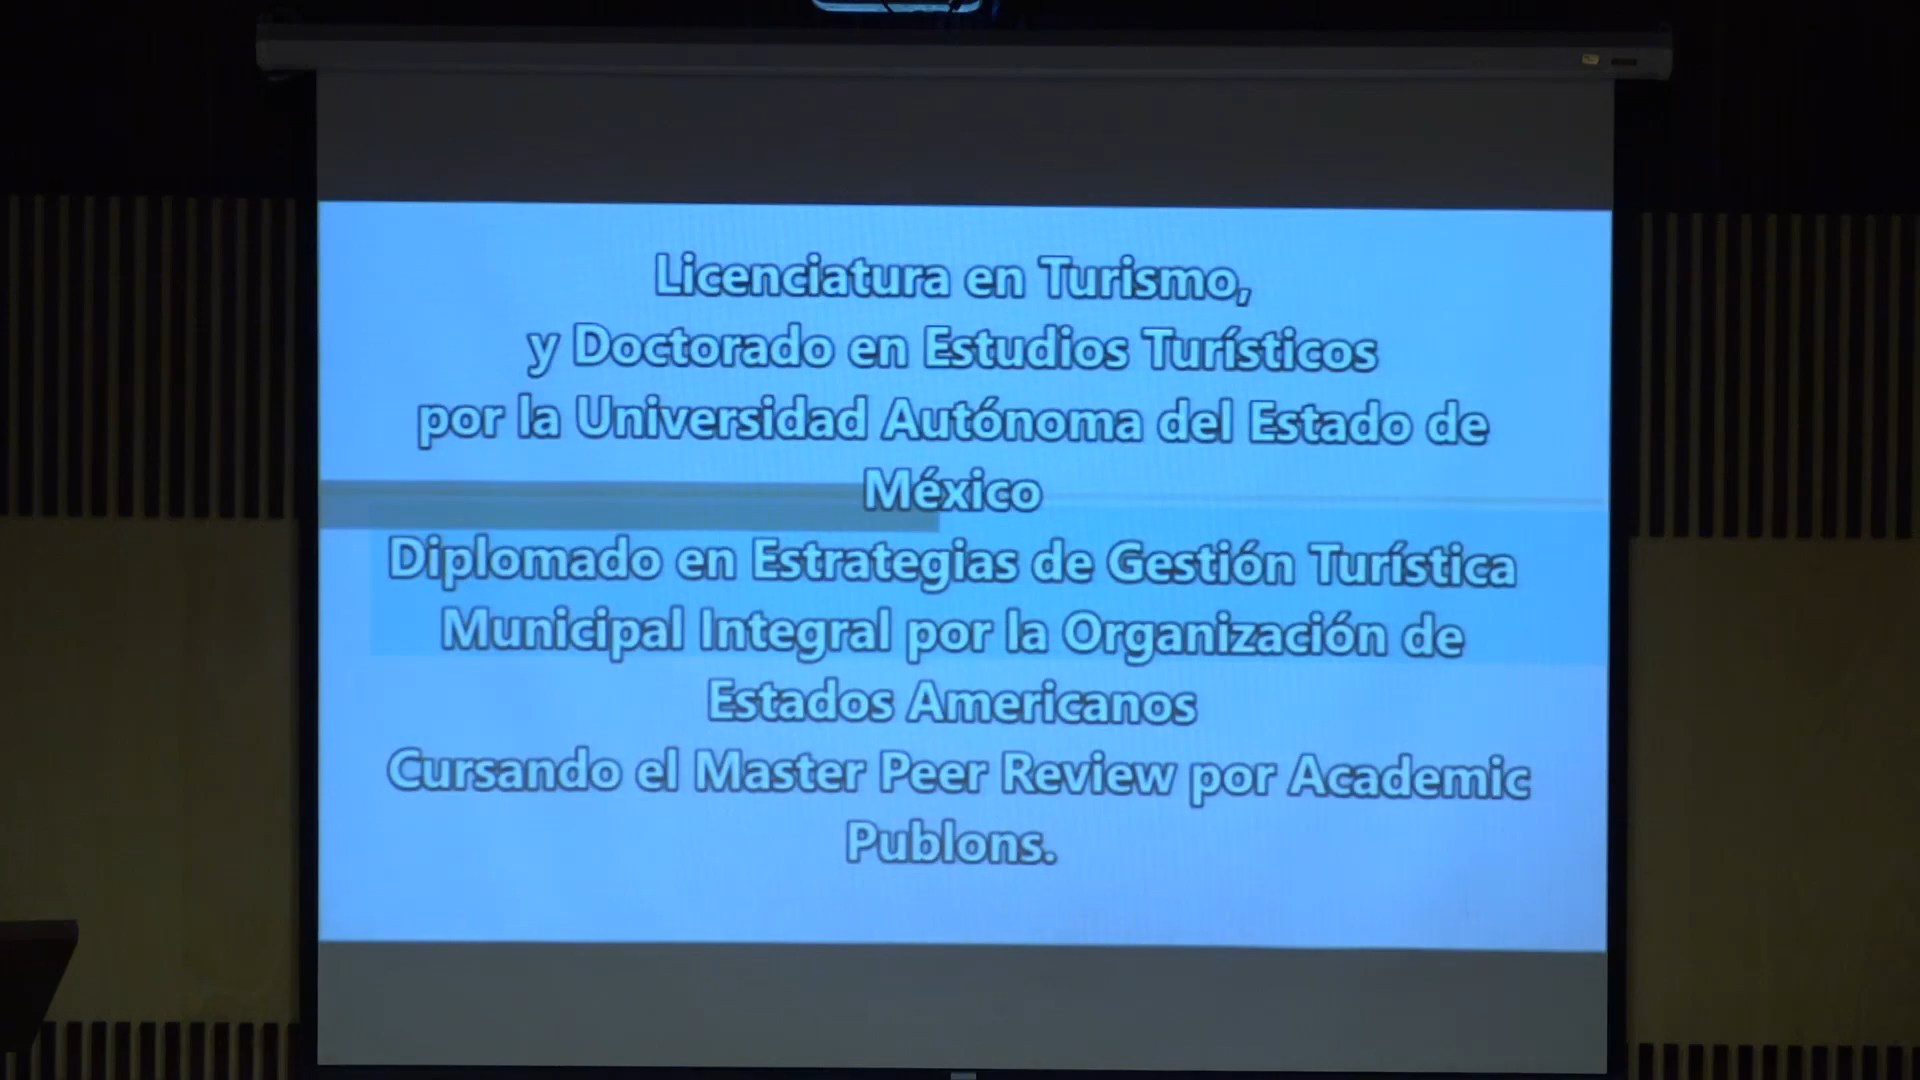 Licenciatura en Turismo,
y Doctorado en Estudios Turísticos
por la Universidad Autónoma del Estado de
México
Diplomado en Estrategias de Gestión Turística
Municipal Integral por la Organización de
Estados Americanos
Cursando el Master Peer Review por Academic
Publons.